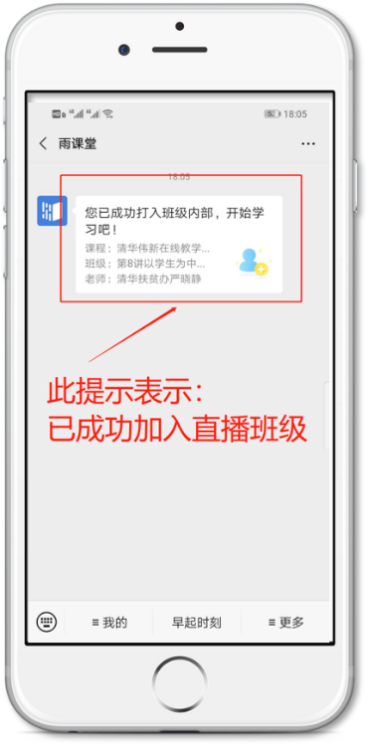 18:05
雨课堂
18:05
您已成功打入班级内部，开始学
习吧！
课程：清华伟新在线教学...
班级：第8讲以学生为中...
老师：清华扶贫办严晓静
此提示表示：
已成功加入直播班级
≡ 我的 早起时刻 ≡ 更多